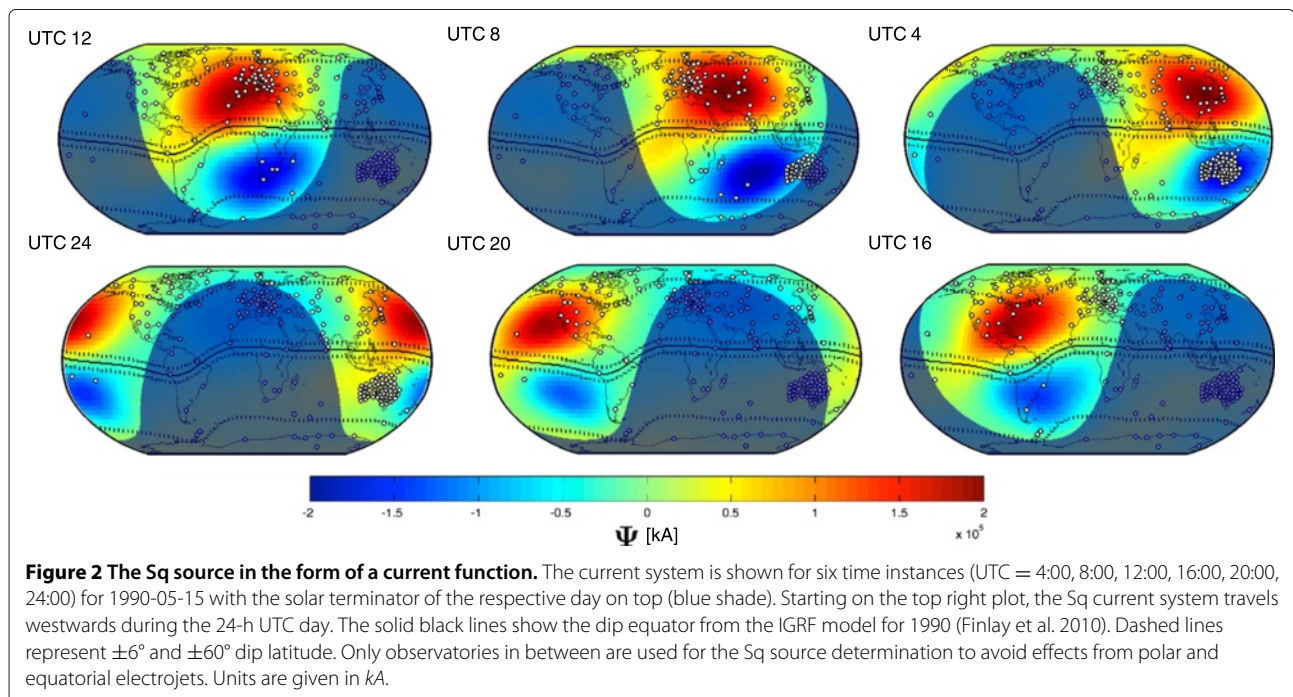 UTC 12
UTC 8
UTC 4
UTC 24
UTC 20
UTC 16
-2 -1.5 -1 -0.5 0 0.5 1 1.5 2
x 10^5
Ψ [kA]
Figure 2 The Sq source in the form of a current function. The current system is shown for six time instances (UTC = 4:00, 8:00, 12:00, 16:00, 20:00,
24:00) for 1990-05-15 with the solar terminator of the respective day on top (blue shade). Starting on the top right plot, the Sq current system travels
westwards during the 24-h UTC day. The solid black lines show the dip equator from the IGRF model for 1990 (Finlay et al. 2010). Dashed lines
represent ±6° and ±60° dip latitude. Only observatories in between are used for the Sq source determination to avoid effects from polar and
equatorial electrojets. Units are given in kA.